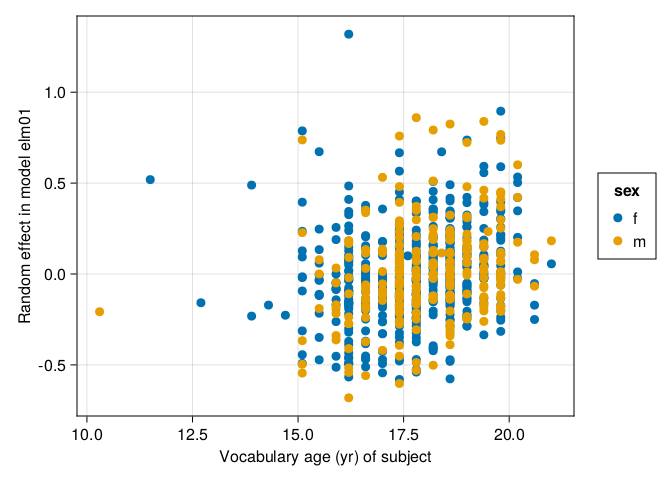 1.0
0.5
0.0
-0.5
10.0 12.5 15.0 17.5 20.0
Random effect in model elm01
Vocabulary age (yr) of subject
sex
f
m